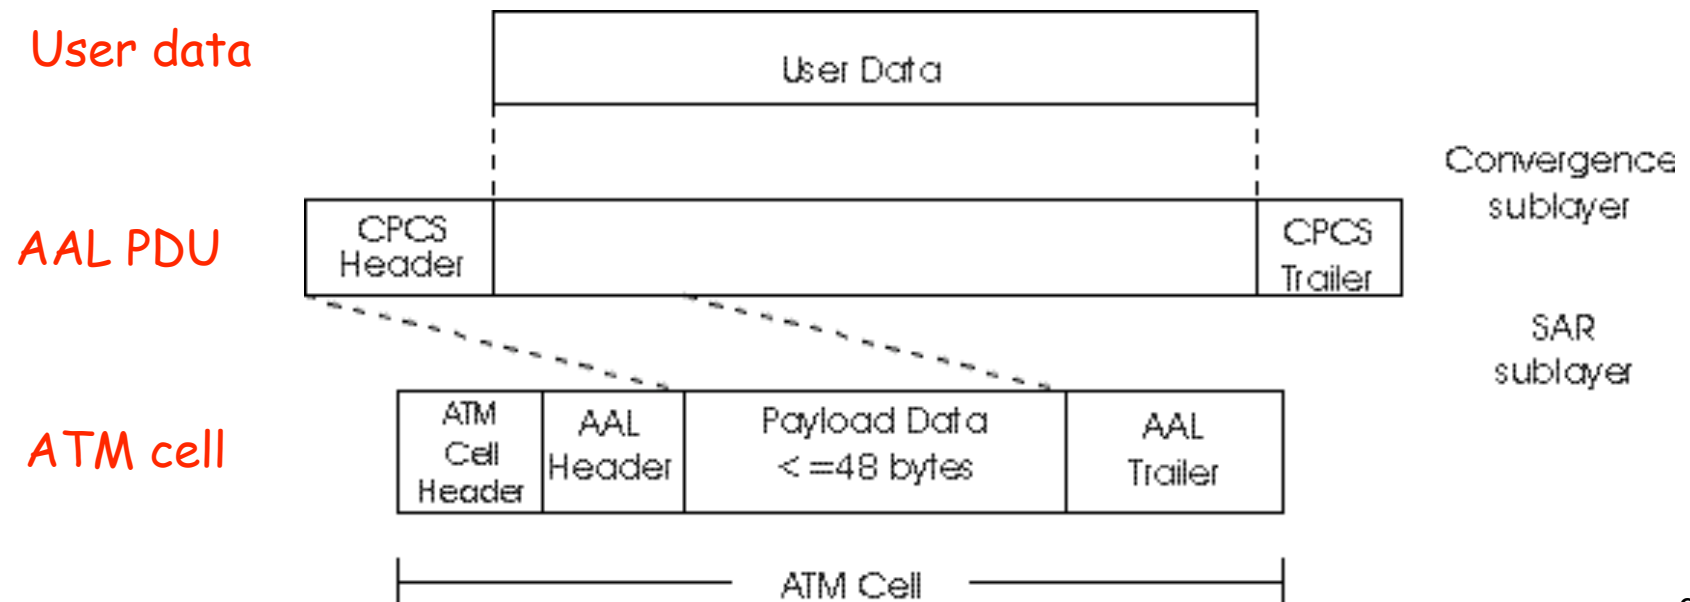 User data
User Data
Convergence
sublayer
AAL PDU
CPCS
Header
CPCS
Trailer
SAR
sublayer
ATM cell
ATM
Cell
Header
AAL
Header
Payload Data
< =48 bytes
AAL
Trailer
ATM Cell